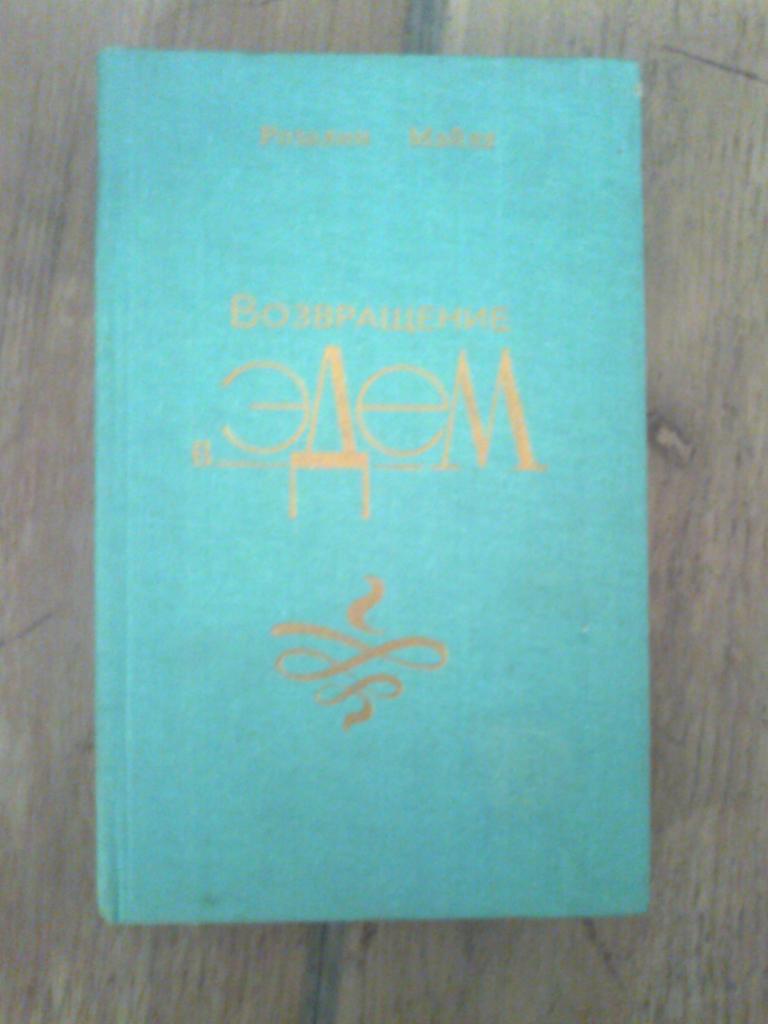 Розалин Майлз
Возвращение
в ЭДеМ